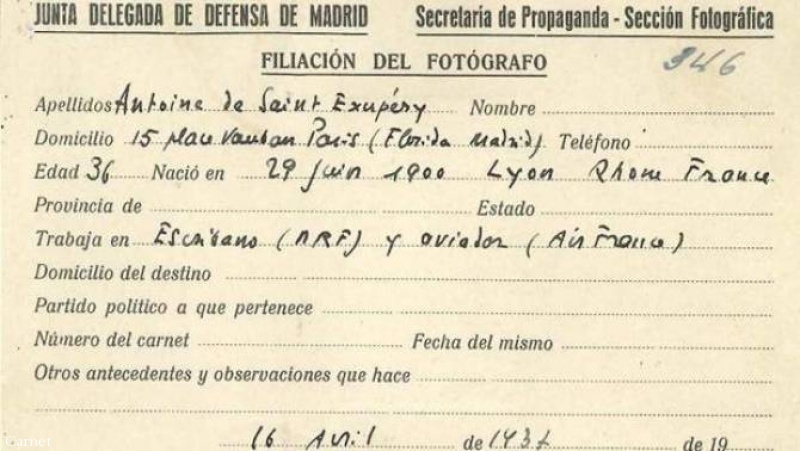 JUNTA DELEGADA DE DEFENSA DE MADRID Secretaría de Propaganda - Sección Fotográfica
FILIACIÓN DEL FOTÓGRAFO 346
Apellidos Antoine de Saint Exupéry Nombre
Domicilio 15 place Vauban Paris (Florida Madrid) Teléfono
Edad 36 Nació en 29 Juin 1900 Lyon Rhone France
Provincia de Estado
Trabaja en Escribano (NRF) y aviador (Air France)
Domicilio del destino
Partido político a que pertenece
Número del carnet Fecha del mismo
Otros antecedentes y observaciones que hace
16 Avril de 1937 de 19
Carnet